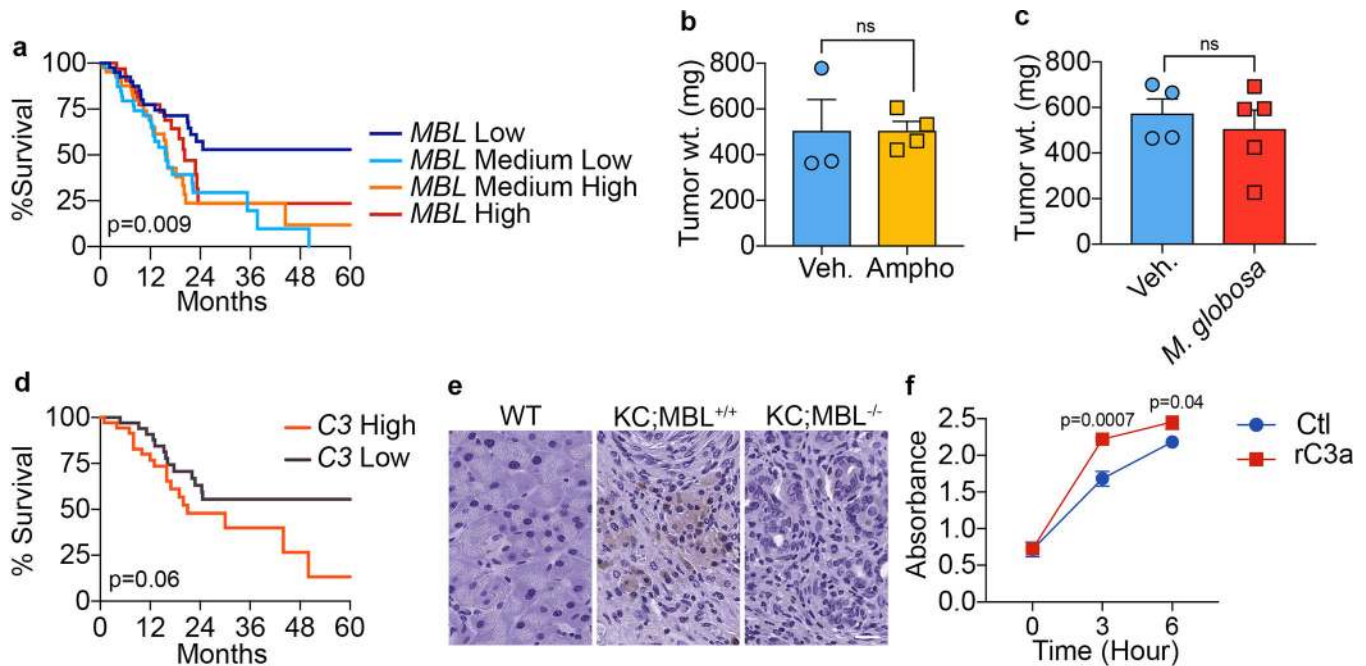 a
100
75
50
25
0
%Survival
p=0.009
0 12 24 36 48 60
Months
MBL Low
MBL Medium Low
MBL Medium High
MBL High
b
ns
800
600
400
200
0
Tumor wt. (mg)
Veh. Ampho
c
ns
800
600
400
200
0
Tumor wt. (mg)
Veh.
M. globosa
d
100
75
50
25
0
% Survival
p=0.06
0 12 24 36 48 60
Months
C3 High
C3 Low
e
WT KC;MBL+/+ KC;MBL-/-
f
2.5
2.0
1.5
1.0
0.5
0.0
Absorbance
p=0.0007
p=0.04
0 3 6
Time (Hour)
Ctl
rC3a